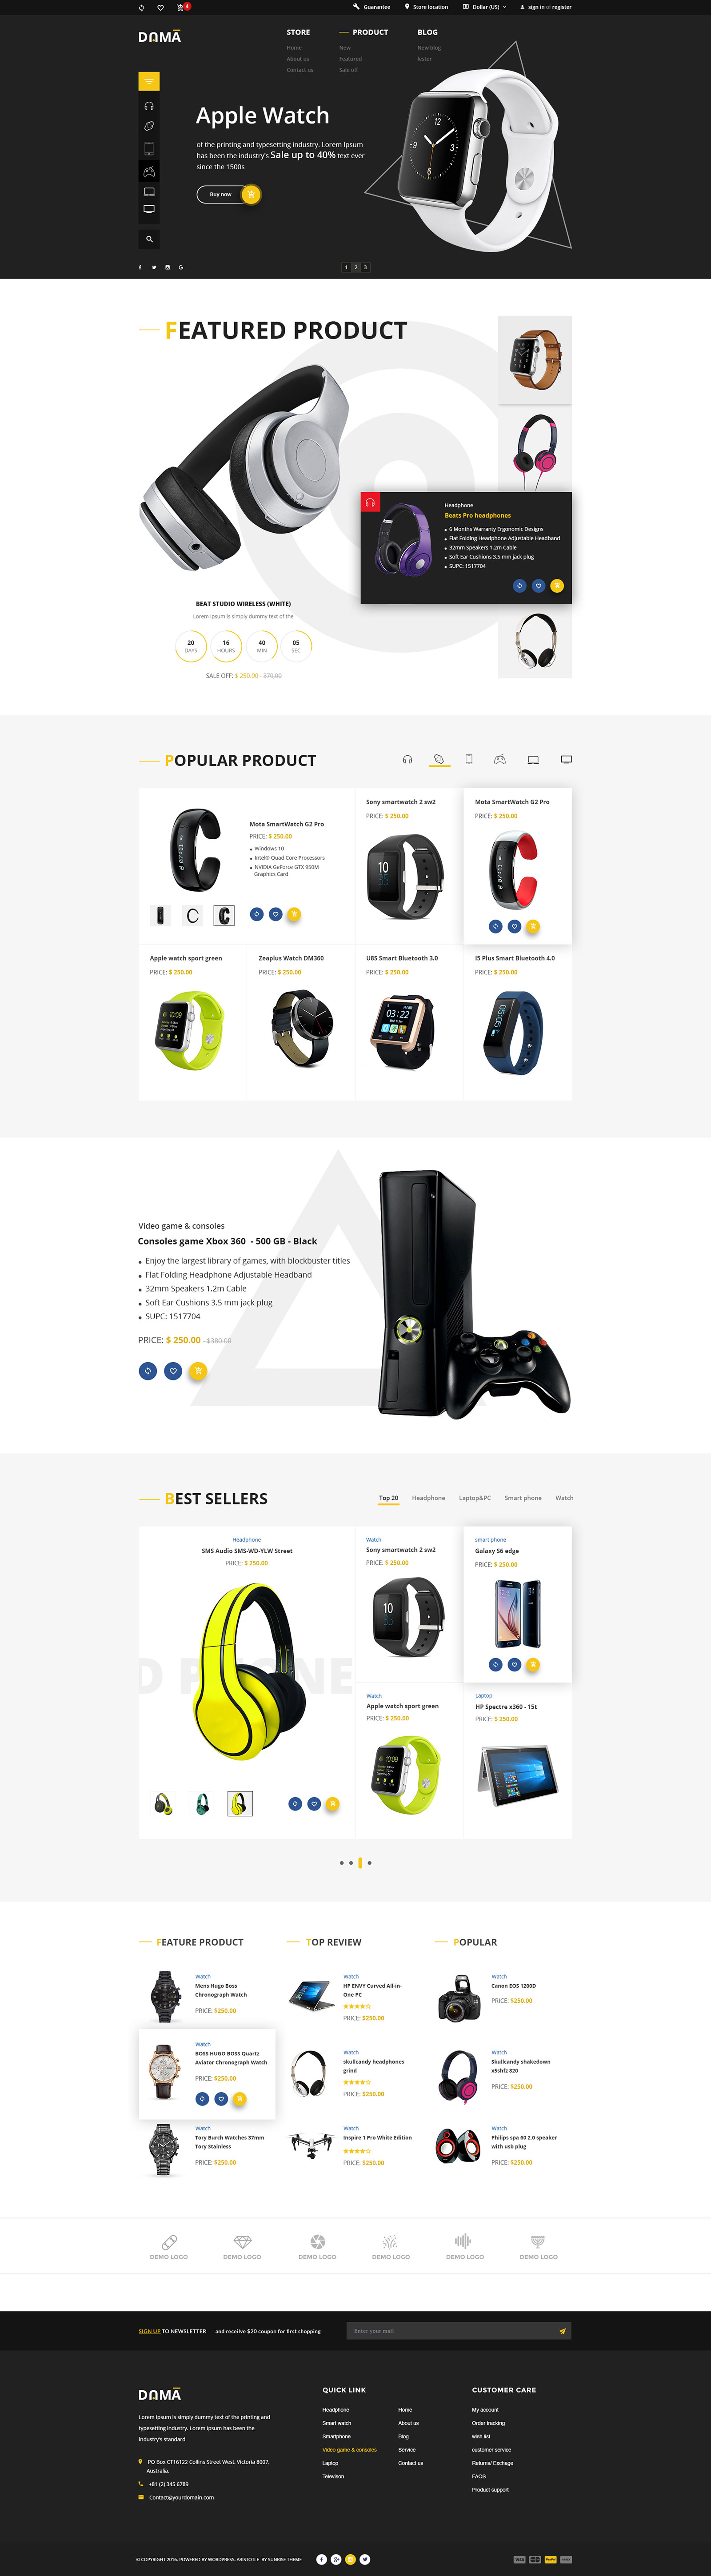 4
Guarantee
Store location
Dollar (US)
sign in of register
DOMA
STORE
PRODUCT
BLOG
Home
New
New blog
About us
Featured
lester
Contact us
Sale off
Apple Watch
of the printing and typesetting industry. Lorem Ipsum
has been the industry's Sale up to 40% text ever
since the 1500s
Buy now
1 2 3
FEATURED PRODUCT
Headphone
Beats Pro headphones
6 Months Warranty Ergonomic Designs
Flat Folding Headphone Adjustable Headband
32mm Speakers 1.2m Cable
Soft Ear Cushions 3.5 mm jack plug
SUPC: 1517704
BEAT STUDIO WIRELESS (WHITE)
Lorem Ipsum is simply dummy text of the
20 DAYS
16 HOURS
40 MIN
05 SEC
SALE OFF: $ 250.00 - 370,00
POPULAR PRODUCT
Mota SmartWatch G2 Pro
PRICE: $ 250.00
Windows 10
Intel® Quad Core Processors
NVIDIA GeForce GTX 950M
Graphics Card
Sony smartwatch 2 sw2
PRICE: $ 250.00
Mota SmartWatch G2 Pro
PRICE: $ 250.00
Apple watch sport green
PRICE: $ 250.00
Zeaplus Watch DM360
PRICE: $ 250.00
U8S Smart Bluetooth 3.0
PRICE: $ 250.00
I5 Plus Smart Bluetooth 4.0
PRICE: $ 250.00
Video game & consoles
Consoles game Xbox 360 - 500 GB - Black
Enjoy the largest library of games, with blockbuster titles
Flat Folding Headphone Adjustable Headband
32mm Speakers 1.2m Cable
Soft Ear Cushions 3.5 mm jack plug
SUPC: 1517704
PRICE: $ 250.00 - $380.00
BEST SELLERS
Top 20
Headphone
Laptop&PC
Smart phone
Watch
Headphone
SMS Audio SMS-WD-YLW Street
PRICE: $ 250.00
D PHONE
Watch
Sony smartwatch 2 sw2
PRICE: $ 250.00
smart phone
Galaxy S6 edge
PRICE: $ 250.00
Watch
Apple watch sport green
PRICE: $ 250.00
Laptop
HP Spectre x360 - 15t
PRICE: $ 250.00
FEATURE PRODUCT
Watch
Mens Hugo Boss
Chronograph Watch
PRICE: $250.00
Watch
BOSS HUGO BOSS Quartz
Aviator Chronograph Watch
PRICE: $250.00
Watch
Tory Burch Watches 37mm
Tory Stainless
PRICE: $250.00
TOP REVIEW
Watch
HP ENVY Curved All-in-
One PC
PRICE: $250.00
Watch
skullcandy headphones
grind
PRICE: $250.00
Watch
Inspire 1 Pro White Edition
PRICE: $250.00
POPULAR
Watch
Canon EOS 1200D
PRICE: $250.00
Watch
Skullcandy shakedown
x5shfz 820
PRICE: $250.00
Watch
Philips spa 60 2.0 speaker
with usb plug
PRICE: $250.00
DEMO LOGO
DEMO LOGO
DEMO LOGO
DEMO LOGO
DEMO LOGO
DEMO LOGO
SIGN UP TO NEWSLETTER
and receilve $20 coupon for first shopping
Enter your mail
DOMA
Lorem Ipsum is simply dummy text of the printing and
typesetting industry. Lorem Ipsum has been the
industry's standard
PO Box CT16122 Collins Street West, Victoria 8007,
Australia.
+81 (2) 345 6789
Contact@yourdomain.com
QUICK LINK
Headphone
Smart watch
Smartphone
Video game & consoles
Laptop
Televison
Home
About us
Blog
Service
Contact us
CUSTOMER CARE
My account
Order tracking
wish list
customer service
Returns/ Exchage
FAQS
Product support
© COPYRIGHT 2016. POWERED BY WORDPRESS. ARISTOTLE BY SUNRISE THEME